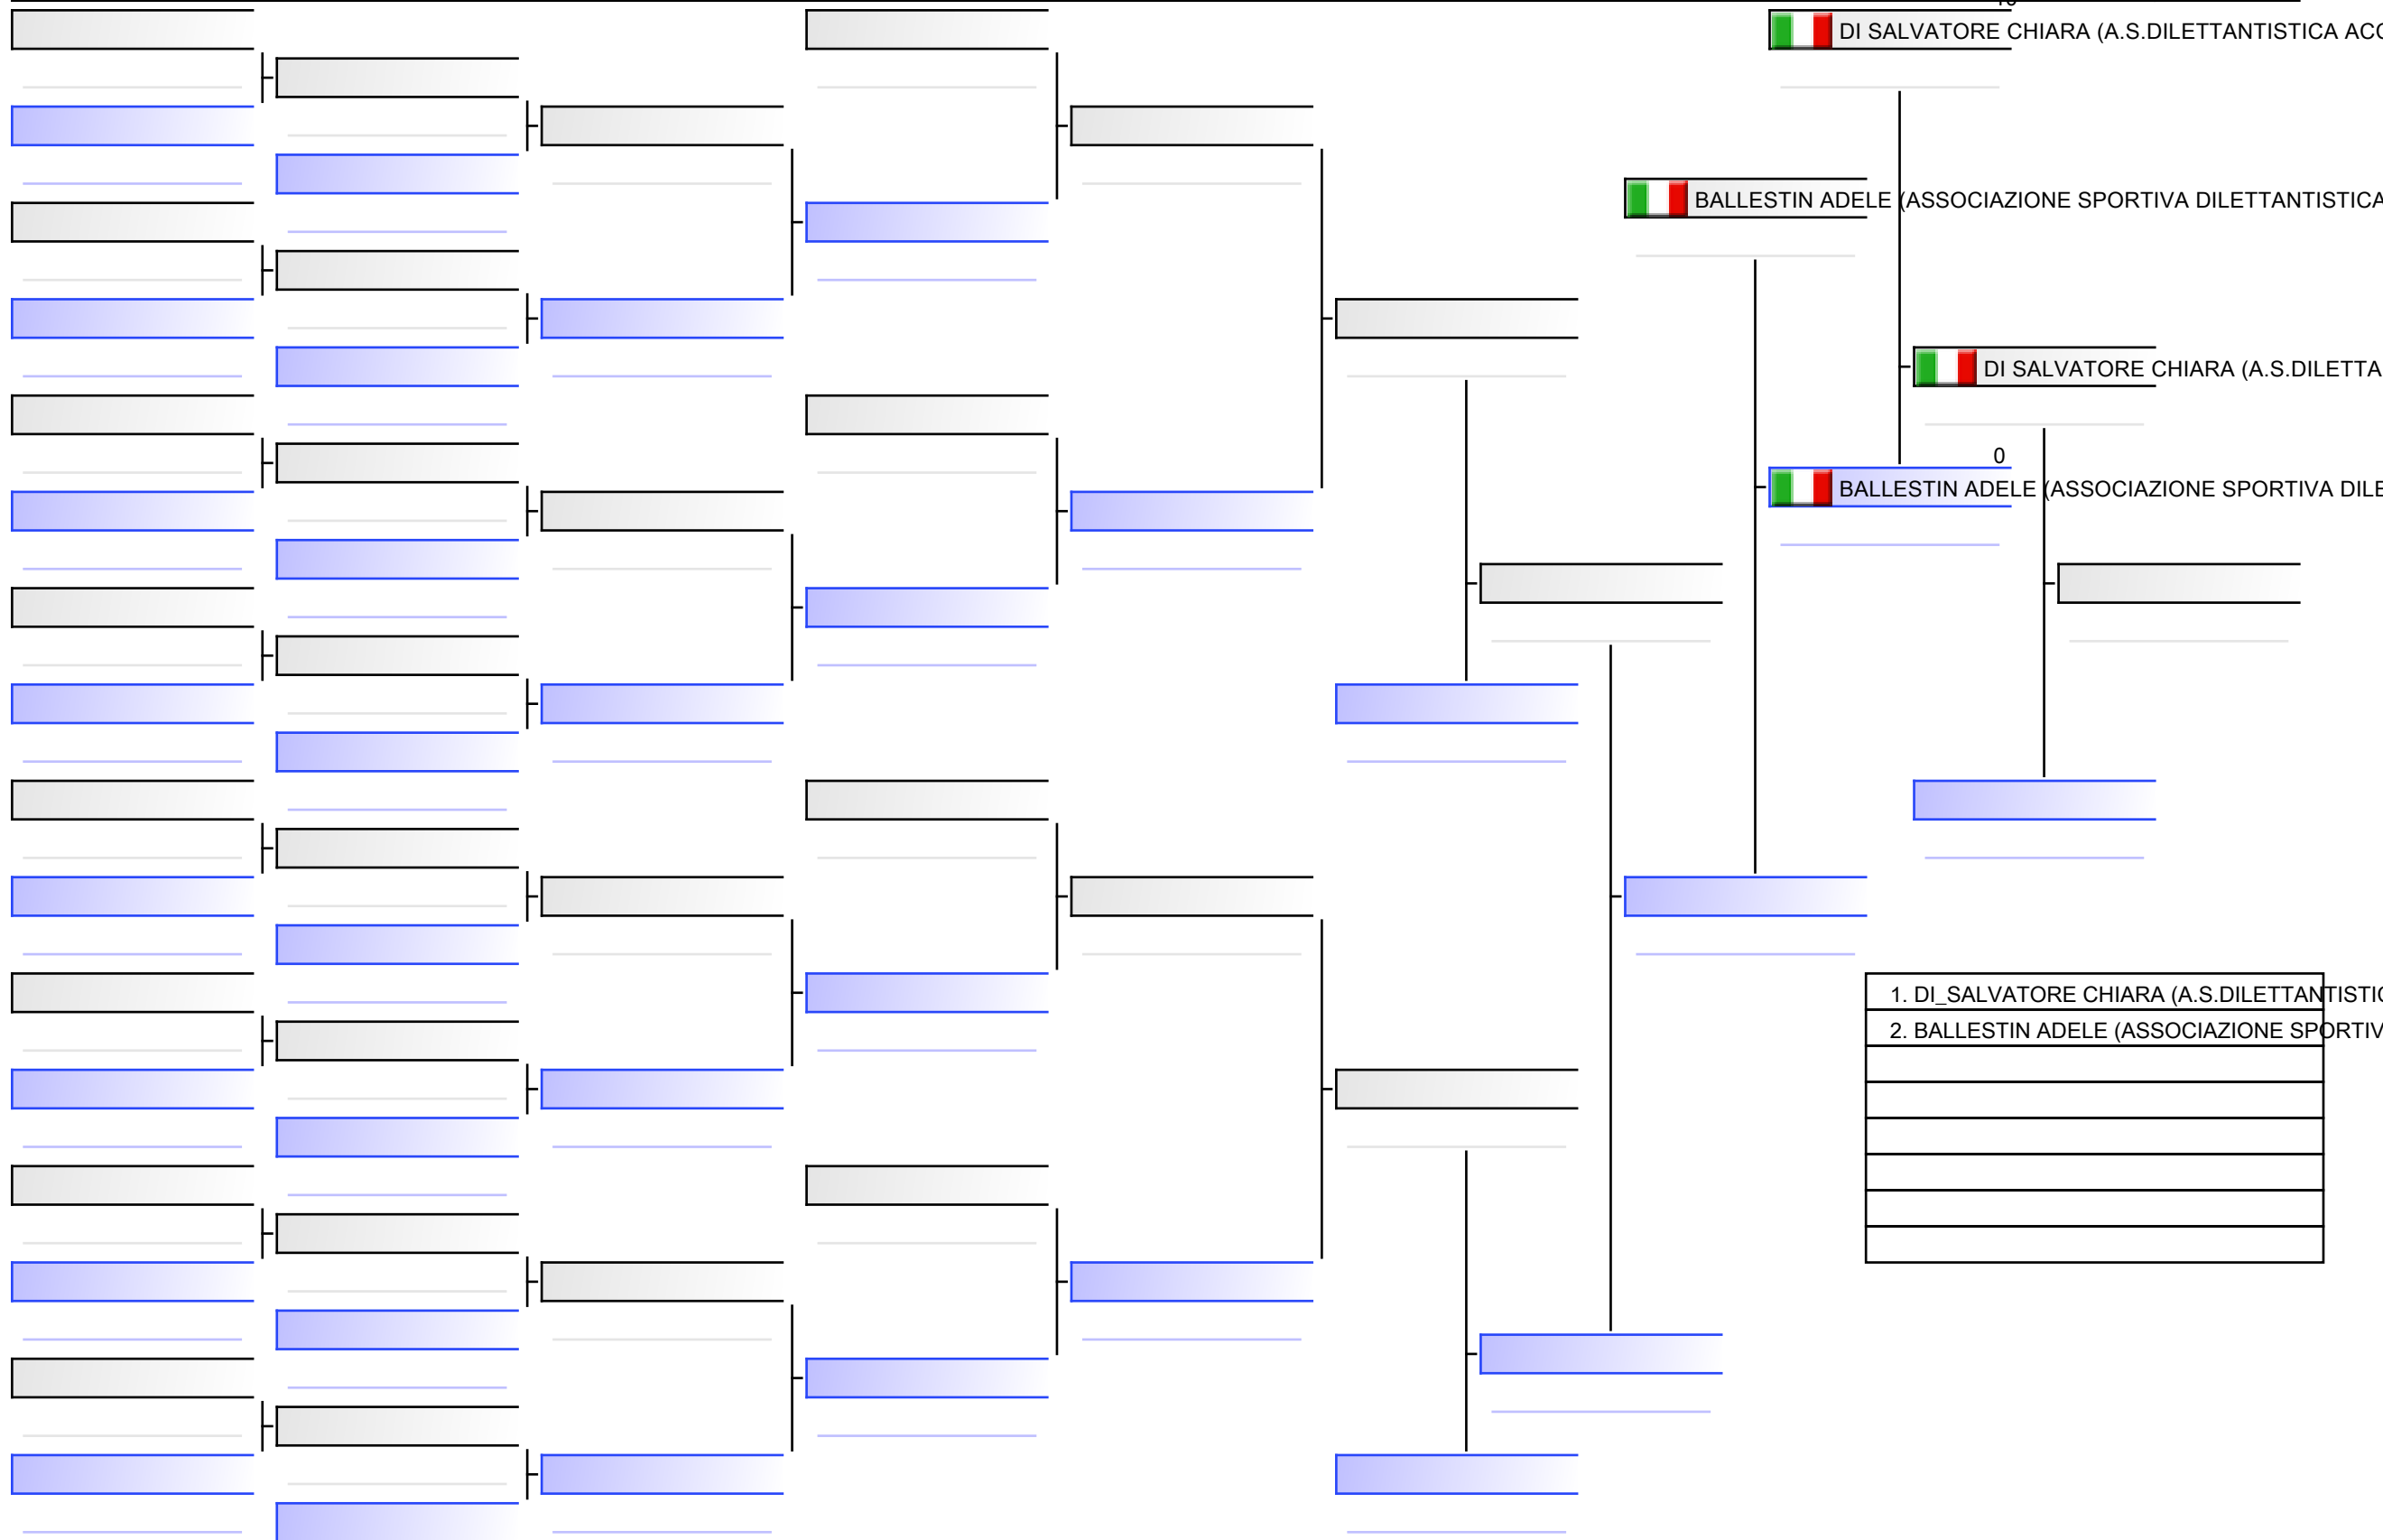 DI SALVATORE CHIARA (A.S.DILETTANTISTICA ACC
BALLESTIN ADELE (ASSOCIAZIONE SPORTIVA DILETTANTISTICA
DI SALVATORE CHIARA (A.S.DILETTA
0
BALLESTIN ADELE (ASSOCIAZIONE SPORTIVA DILE
1. DI_SALVATORE CHIARA (A.S.DILETTANTISTIC
2. BALLESTIN ADELE (ASSOCIAZIONE SPORTIV